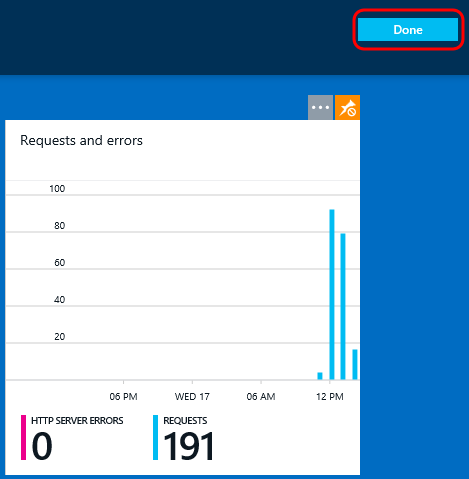 Done
Requests and errors
100
80
60
40
20
06 PM WED 17 06 AM 12 PM
HTTP SERVER ERRORS REQUESTS
0 191